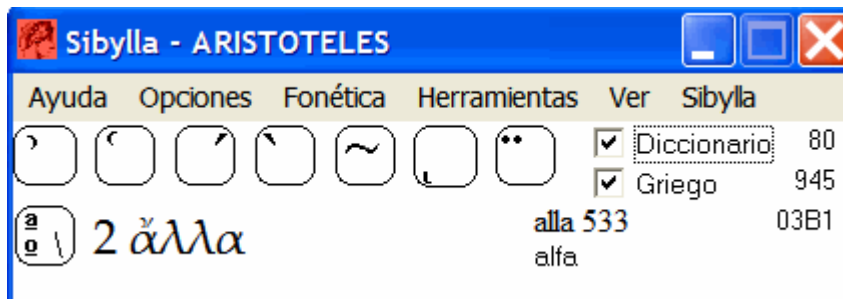 Sibylla - ARISTOTELES
Ayuda Opciones Fonética Herramientas Ver Sibylla
Diccionario 80
Griego 945
ª º \ 2 ἄλλα alla 533 03B1
alfa